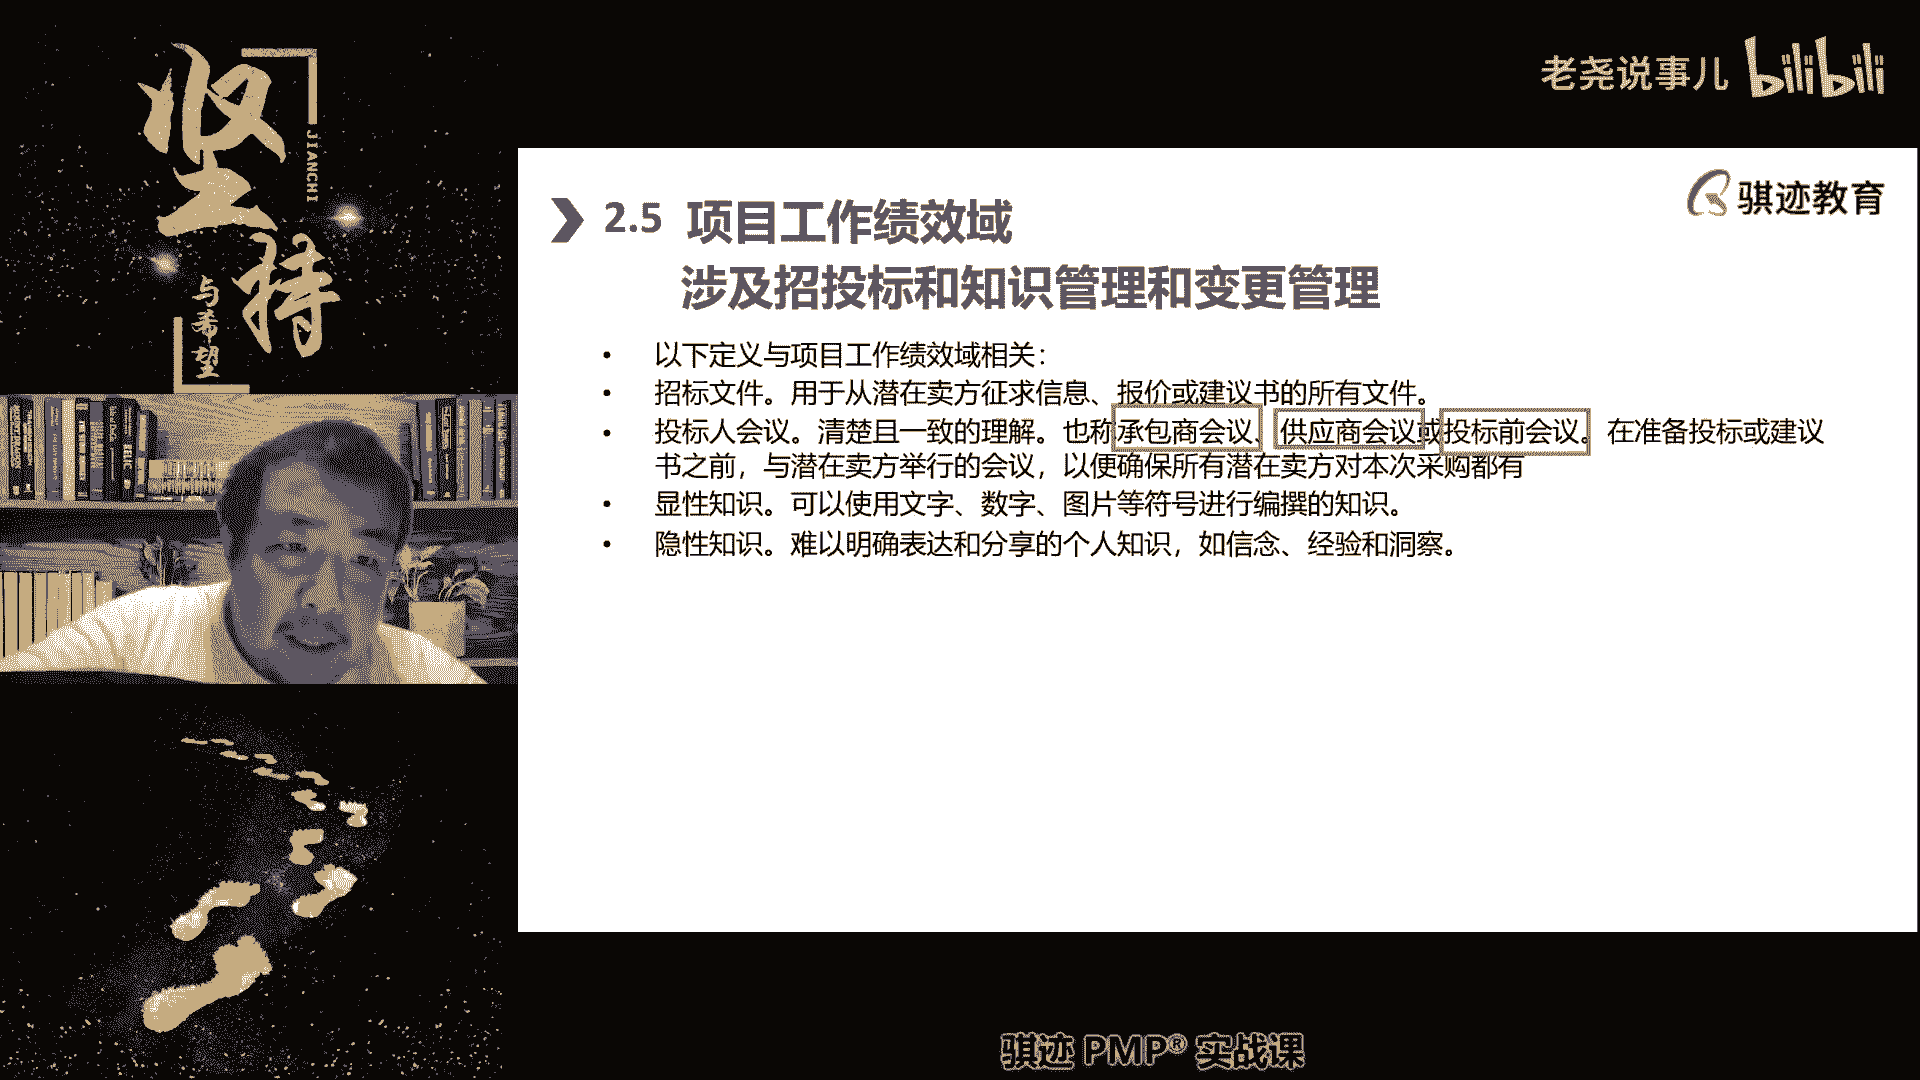 坚
持
JIANCHI
与希望
老尧说事儿 bilibili
骐迹教育
2.5 项目工作绩效域
涉及招投标和知识管理和变更管理
• 以下定义与项目工作绩效域相关：
• 招标文件。用于从潜在卖方征求信息、报价或建议书的所有文件。
• 投标人会议。清楚且一致的理解。也称承包商会议、供应商会议或投标前会议。在准备投标或建议
书之前，与潜在卖方举行的会议，以便确保所有潜在卖方对本次采购都有
• 显性知识。可以使用文字、数字、图片等符号进行编撰的知识。
• 隐性知识。难以明确表达和分享的个人知识，如信念、经验和洞察。
骐迹 PMP® 实战课